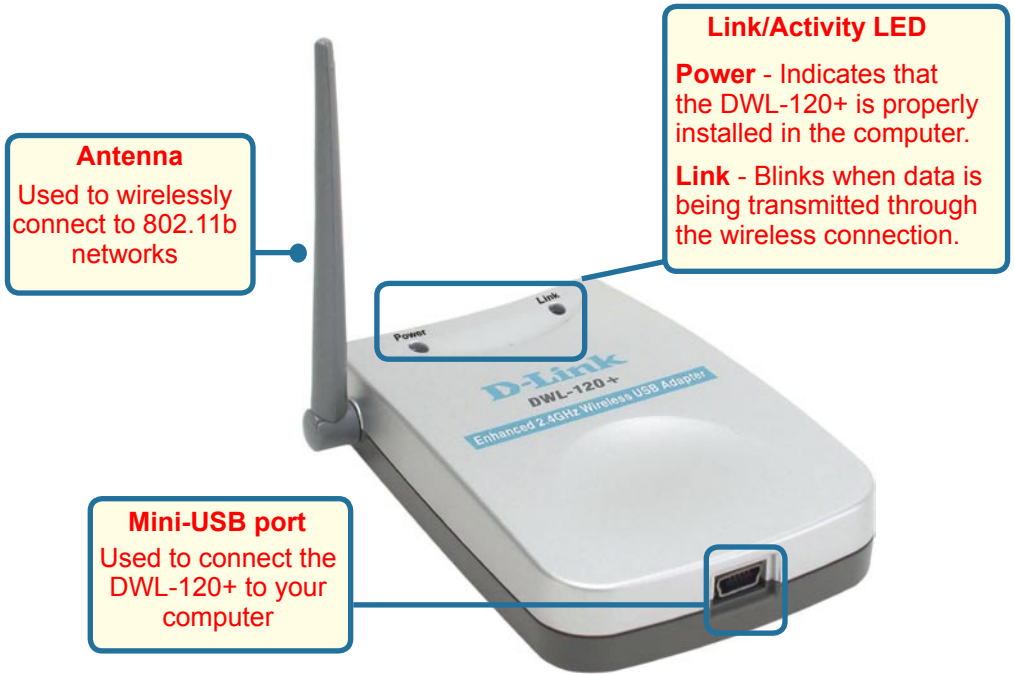 Link/Activity LED
Power - Indicates that
the DWL-120+ is properly
installed in the computer.
Link - Blinks when data is
being transmitted through
the wireless connection.
Antenna
Used to wirelessly
connect to 802.11b
networks
Link
Power
D-Link
DWL-120+
Enhanced 2.4GHz Wireless USB Adapter
Mini-USB port
Used to connect the
DWL-120+ to your
computer